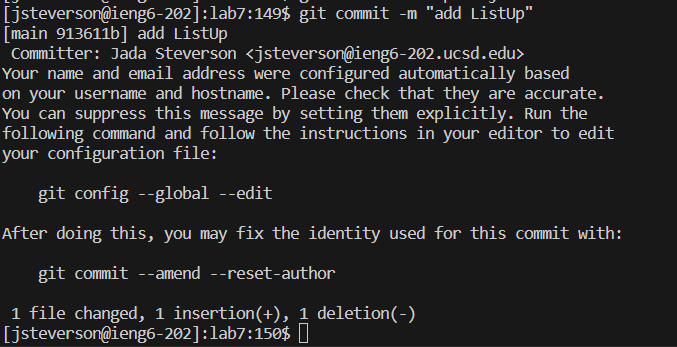 [jsteverson@ieng6-202]:lab7:149$ git commit -m "add ListUp"
[main 913611b] add ListUp
 Committer: Jada Steverson <jsteverson@ieng6-202.ucsd.edu>
Your name and email address were configured automatically based
on your username and hostname. Please check that they are accurate.
You can suppress this message by setting them explicitly. Run the
following command and follow the instructions in your editor to edit
your configuration file:

    git config --global --edit

After doing this, you may fix the identity used for this commit with:

    git commit --amend --reset-author

 1 file changed, 1 insertion(+), 1 deletion(-)
[jsteverson@ieng6-202]:lab7:150$